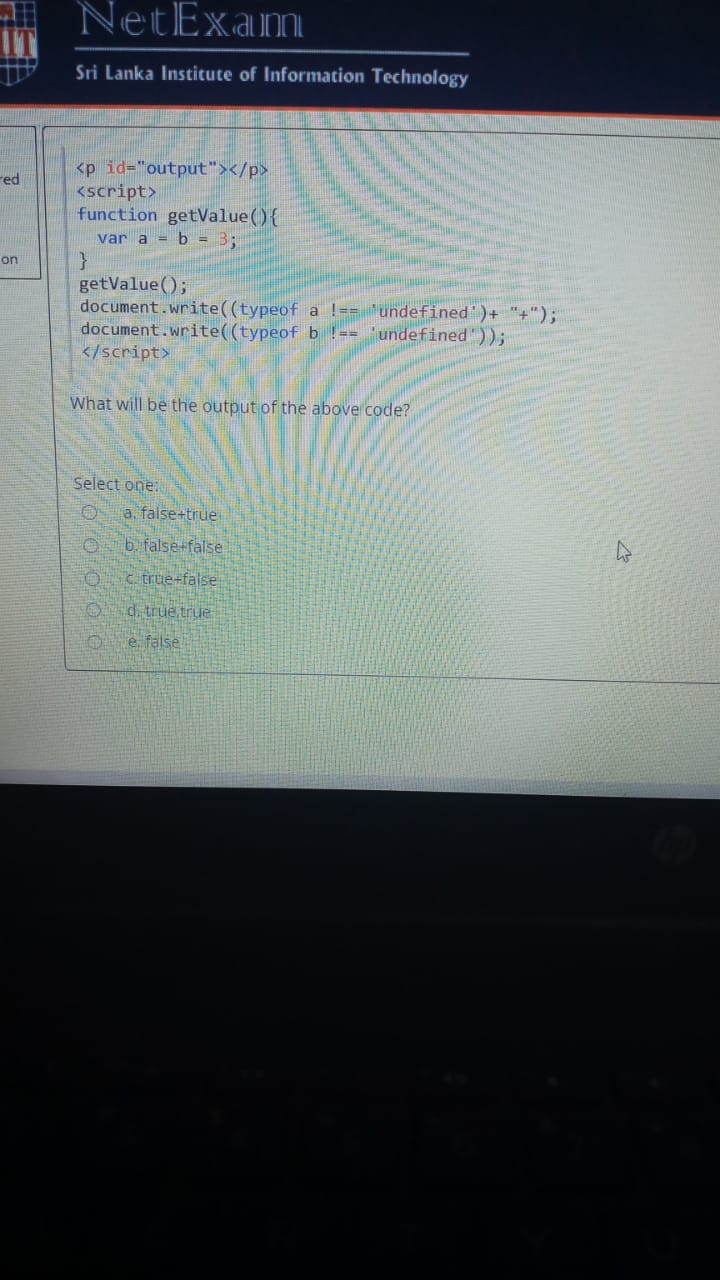 NetExam
IIT
Sri Lanka Institute of Information Technology
red
on
<p id="output"></p>
<script>
function getValue(){
var a = b = 3;
}
getValue();
document.write((typeof a !== 'undefined')+ "+");
document.write((typeof b !== 'undefined'));
</script>
What will be the output of the above code?
Select one:
a. false+true
b. false+false
c. true+false
d. true,true
e. false